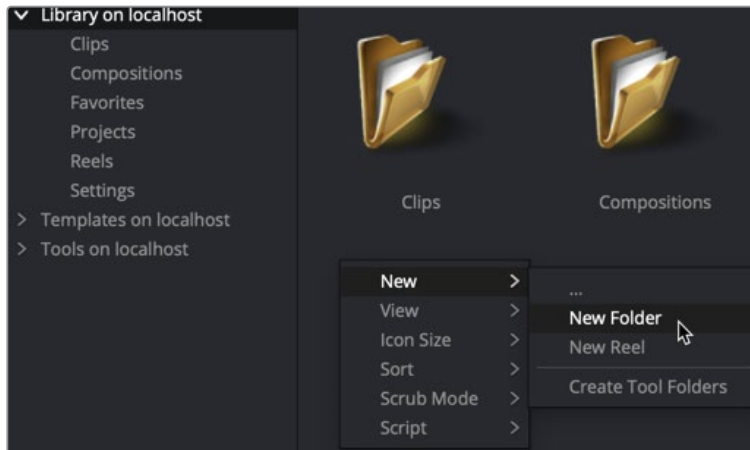 Library on localhost
Clips
Compositions
Favorites
Projects
Reels
Settings
Templates on localhost
Tools on localhost
Clips
Compositions
New
View
Icon Size
Sort
Scrub Mode
Script
...
New Folder
New Reel
Create Tool Folders